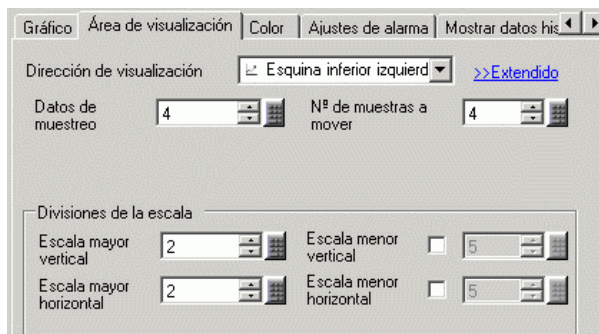 Gráfico Área de visualización Color Ajustes de alarma Mostrar datos his
Dirección de visualización Esquina inferior izquierd >>Extendido
Datos de muestreo 4 Nº de muestras a mover 4
Divisiones de la escala
Escala mayor vertical 2 Escala menor vertical 5
Escala mayor horizontal 2 Escala menor horizontal 5